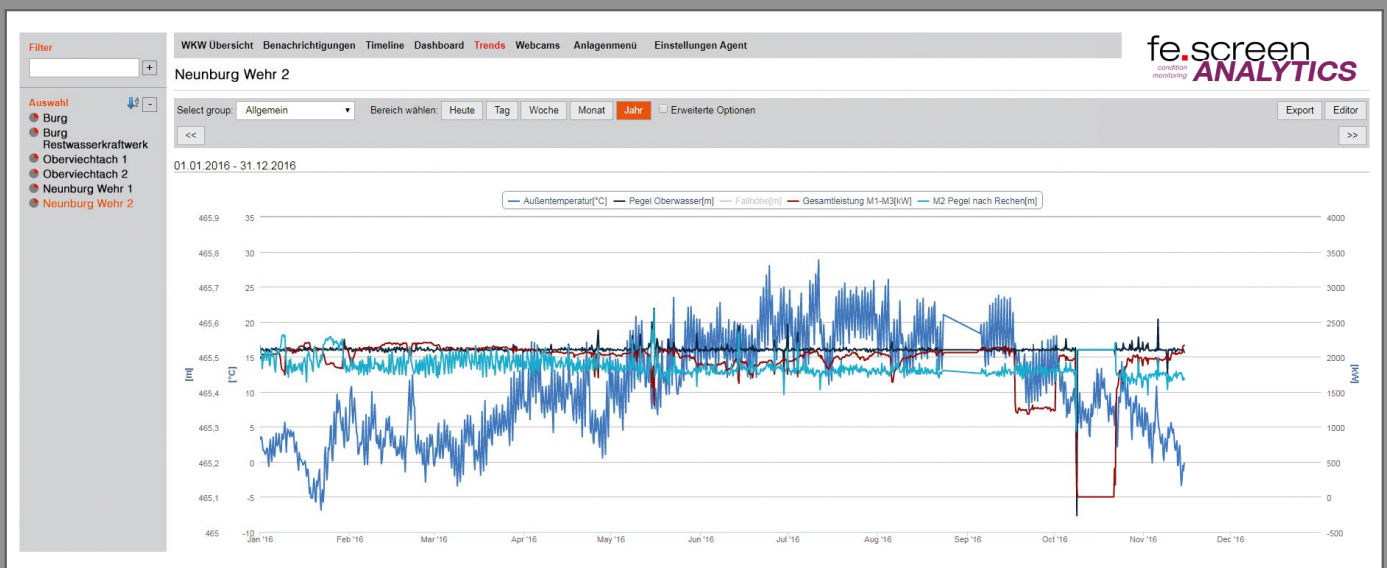 Filter
+
WKW Übersicht Benachrichtigungen Timeline Dashboard Trends Webcams Anlagenmenü Einstellungen Agent
fe.screen
condition monitoring ANALYTICS
Neunburg Wehr 2
Auswahl -
Burg
Burg
Restwasserkraftwerk
Oberviechtach 1
Oberviechtach 2
Neunburg Wehr 1
Neunburg Wehr 2
Select group: Allgemein Bereich wählen: Heute Tag Woche Monat Jahr Erweiterte Optionen Export Editor
<< >>
01.01.2016 - 31.12.2016
Außentemperatur[°C] Pegel Oberwasser[m] Fallhöhe[m] Gesamtleistung M1-M3[kW] M2 Pegel nach Rechen[m]
465,9 35 4000
465,8 30 3500
465,7 25 3000
465,6 20 2500
465,5 15 2000
[m] [°C] [kW]
465,4 10 1500
465,3 5 1000
465,2 0 500
465,1 -5 0
465 -10 -500
Jan '16 Feb '16 Mar '16 Apr '16 May '16 Jun '16 Jul '16 Aug '16 Sep '16 Oct '16 Nov '16 Dec '16